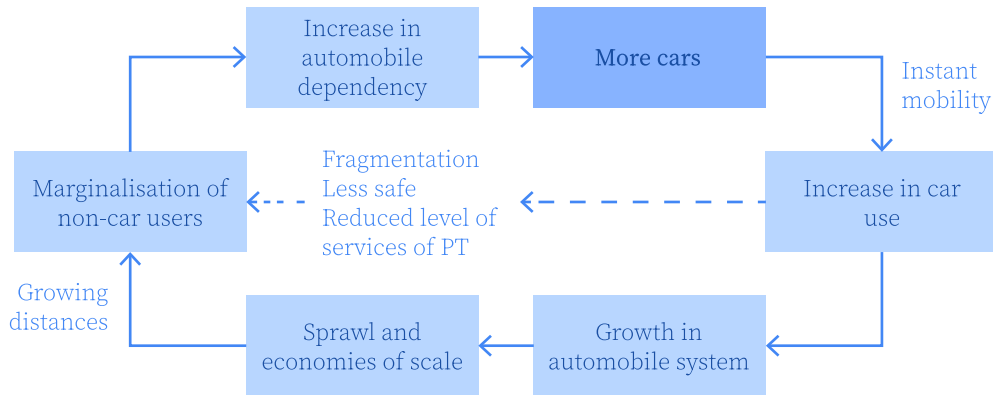 Increase in
automobile
dependency
More cars
Instant
mobility
Fragmentation
Less safe
Reduced level of
services of PT
Marginalisation of
non-car users
Increase in car
use
Growing
distances
Sprawl and
economies of scale
Growth in
automobile system